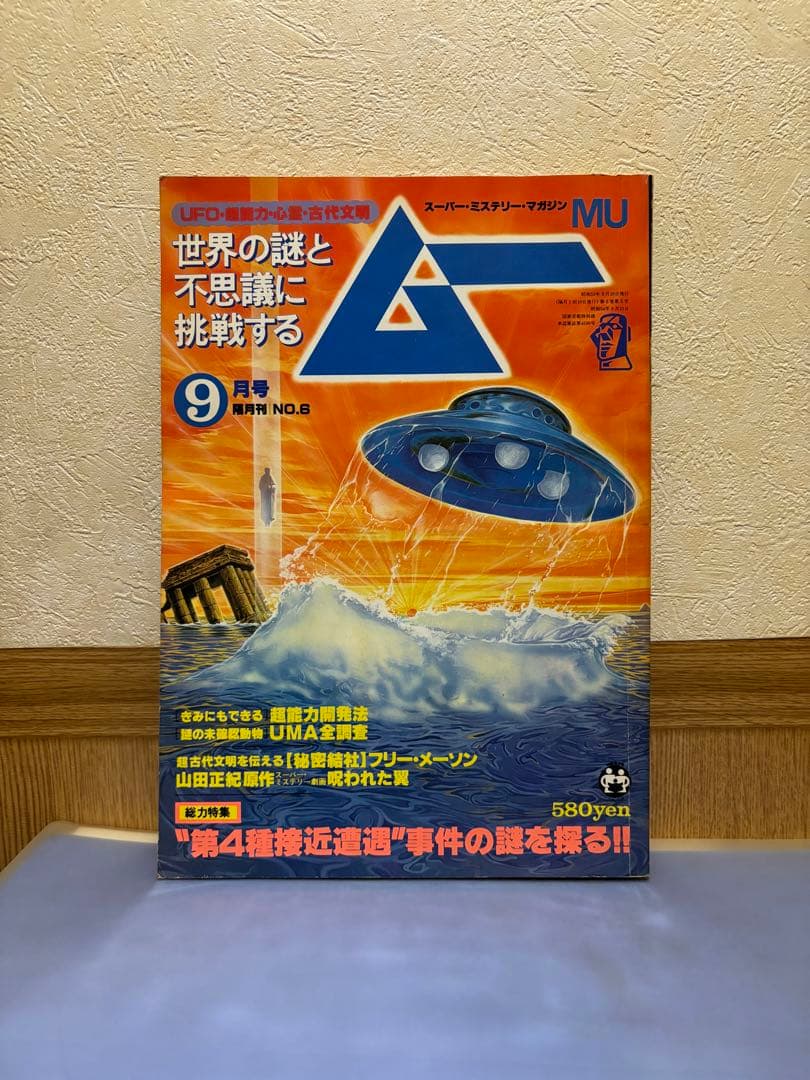 UFO・超能力・心霊・古代文明
スーパー・ミステリー・マガジン
MU
世界の謎と
不思議に
挑戦する
ムー
9月号
隔月刊 NO.6
きみにもできる 超能力開発法
謎の未確認動物 UMA全調査
超古代文明を伝える【秘密結社】フリー・メーソン
山田正紀原作 スーパー・ミステリー劇画 呪われた翼
580yen
総力特集
“第4種接近遭遇”事件の謎を探る!!